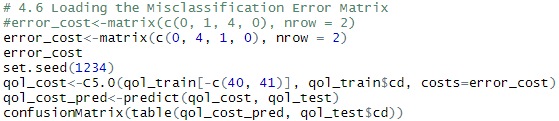 # 4.6 Loading the Misclassification Error Matrix
#error_cost<-matrix(c(0, 1, 4, 0), nrow = 2)
error_cost<-matrix(c(0, 4, 1, 0), nrow = 2)
error_cost
set.seed(1234)
qol_cost<-C5.0(qol_train[-c(40, 41)], qol_train$cd, costs=error_cost)
qol_cost_pred<-predict(qol_cost, qol_test)
confusionMatrix(table(qol_cost_pred, qol_test$cd))